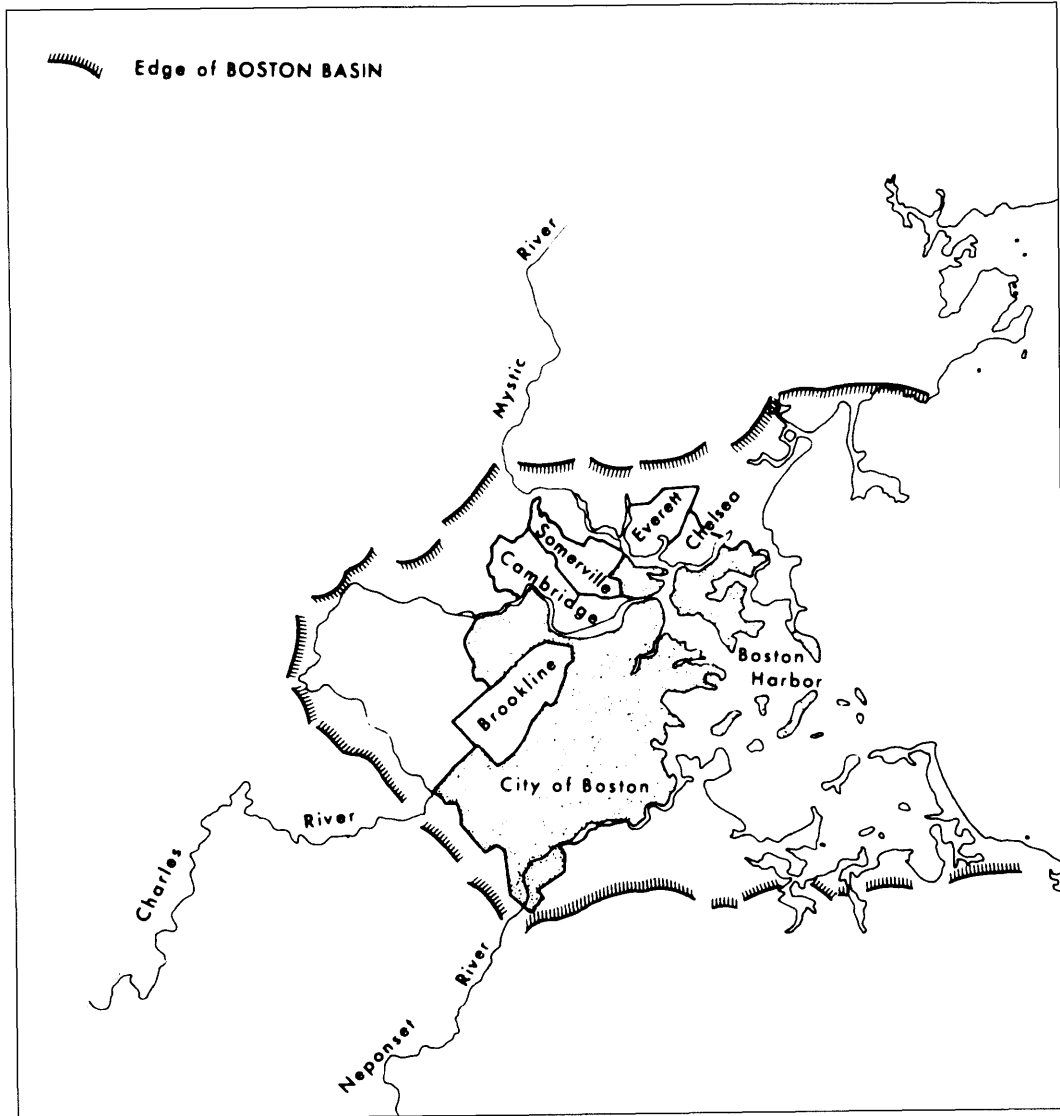 Edge of BOSTON BASIN
River
Mystic
Everett
Chelsea
Somerville
Cambridge
Boston
Harbor
Brookline
City of Boston
River
Charles
River
Neponset